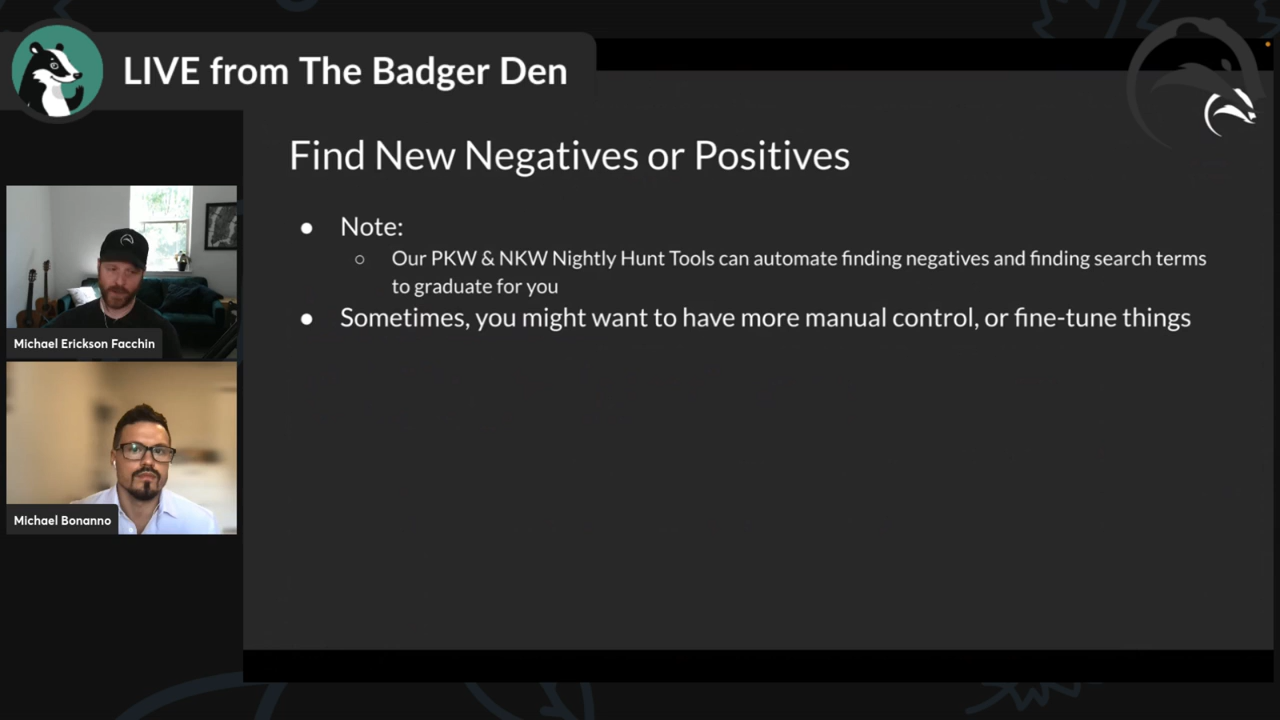 LIVE from The Badger Den
Find New Negatives or Positives
● Note:
○ Our PKW & NKW Nightly Hunt Tools can automate finding negatives and finding search terms
to graduate for you
● Sometimes, you might want to have more manual control, or fine-tune things
Michael Erickson Facchin
Michael Bonanno